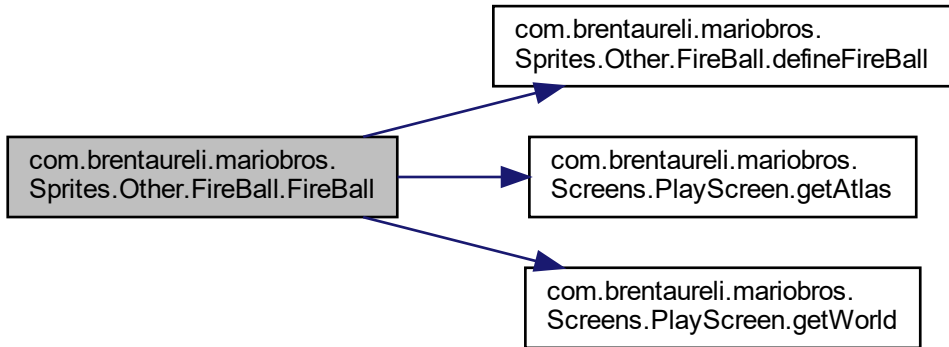 com.brentaureli.mariobros.
Sprites.Other.FireBall.defineFireBall
com.brentaureli.mariobros.
Sprites.Other.FireBall.FireBall
com.brentaureli.mariobros.
Screens.PlayScreen.getAtlas
com.brentaureli.mariobros.
Screens.PlayScreen.getWorld